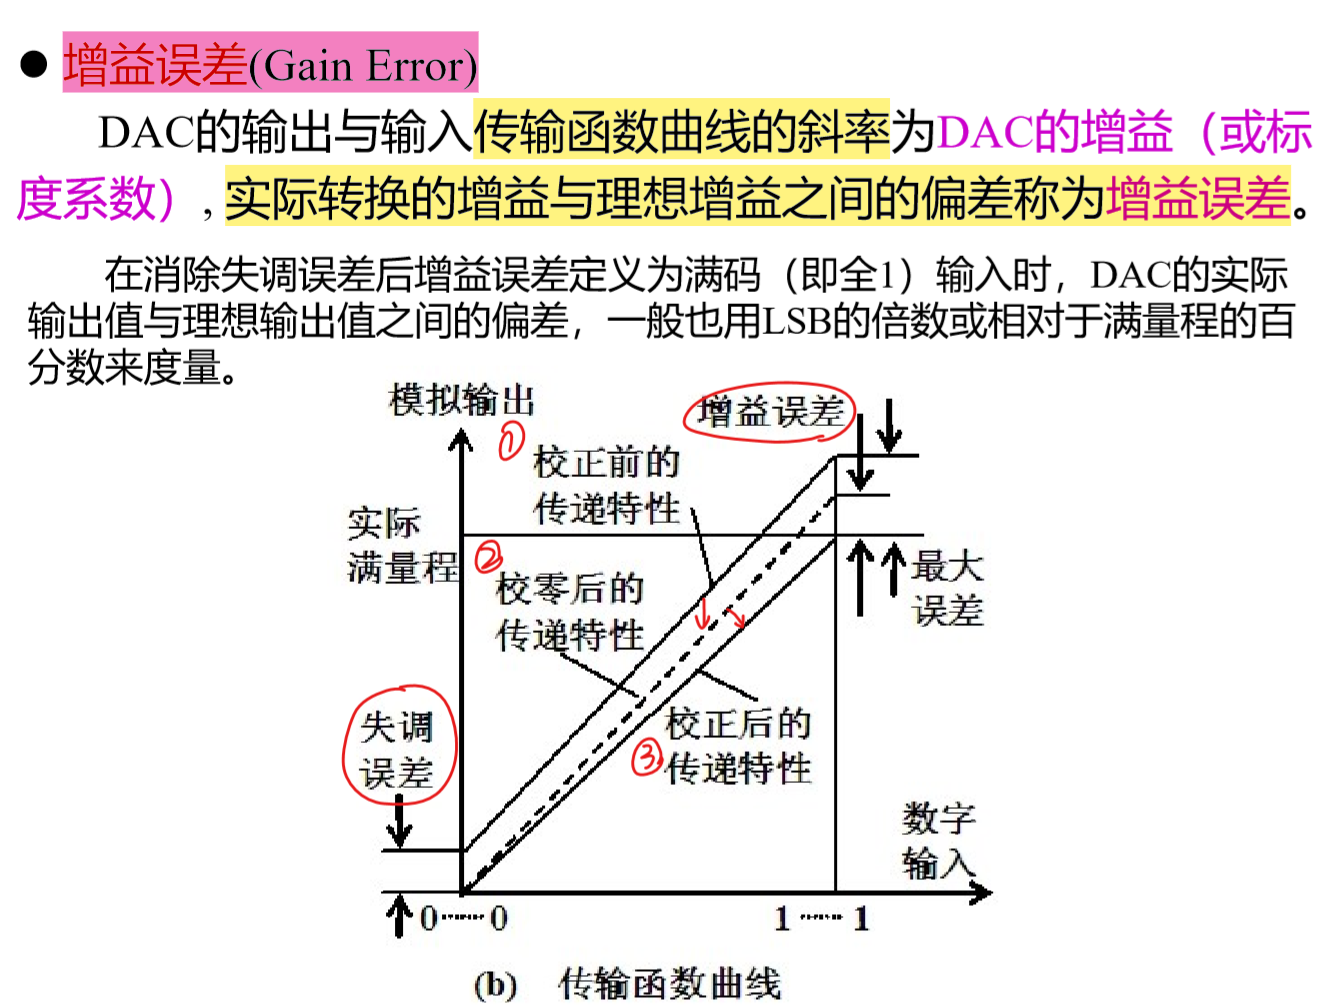 ● 增益误差(Gain Error)
DAC的输出与输入传输函数曲线的斜率为DAC的增益（或标
度系数）, 实际转换的增益与理想增益之间的偏差称为增益误差。
在消除失调误差后增益误差定义为满码（即全1）输入时，DAC的实际
输出值与理想输出值之间的偏差，一般也用LSB的倍数或相对于满量程的百
分数来度量。
模拟输出
增益误差
①
校正前的
传递特性
实际
满量程
②
校零后的
传递特性
最大
误差
失调
误差
校正后的
③
传递特性
数字
输入
0……0
1……1
(b) 传输函数曲线